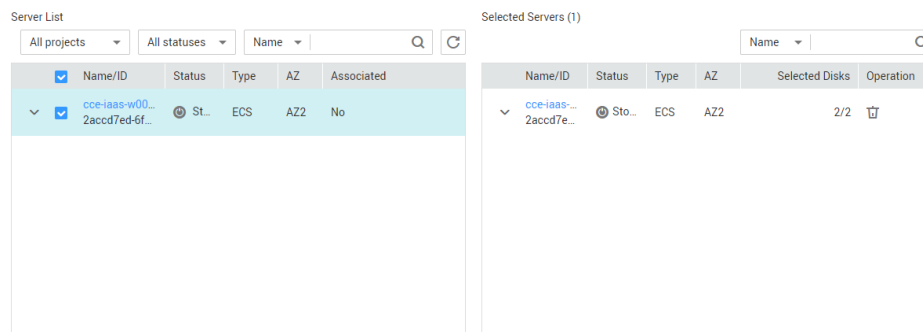 Server List
All projects All statuses Name
Name/ID Status Type AZ Associated
cce-iaas-w00... St... ECS AZ2 No
2accd7ed-6f...
Selected Servers (1)
Name
Name/ID Status Type AZ Selected Disks Operation
cce-iaas-... Sto... ECS AZ2 2/2
2accd7e...